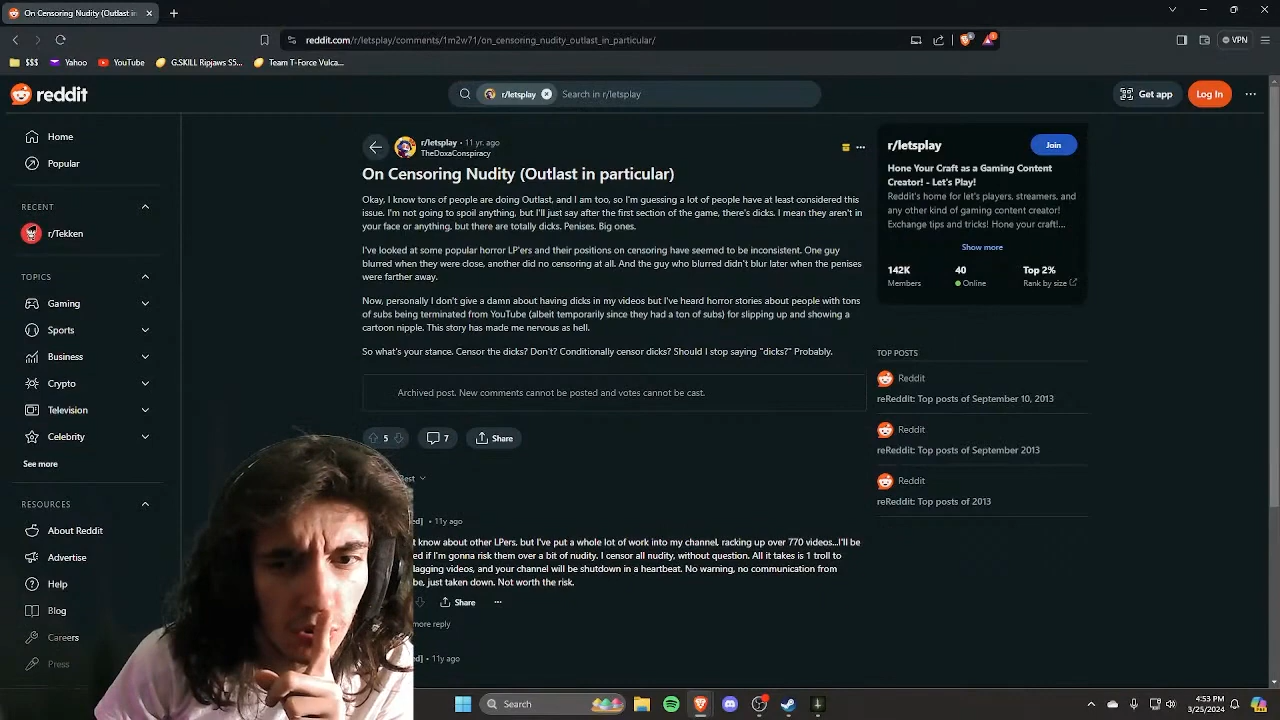 On Censoring Nudity (Outlast in
reddit.com/r/letsplay/comments/1m2w71/on_censoring_nudity_outlast_in_particular/
VPN
$$$
Yahoo
YouTube
G.SKILL Ripjaws S5...
Team T-Force Vulca...
reddit
r/letsplay
Search in r/letsplay
Get app
Log In
Home
Popular
RECENT
r/Tekken
TOPICS
Gaming
Sports
Business
Crypto
Television
Celebrity
See more
RESOURCES
About Reddit
Advertise
Help
Blog
Careers
Press
r/letsplay • 11 yr. ago
TheDoxaConspiracy
On Censoring Nudity (Outlast in particular)
Okay, I know tons of people are doing Outlast, and I am too, so I'm guessing a lot of people have at least considered this
issue. I'm not going to spoil anything, but I'll just say after the first section of the game, there's dicks. I mean they aren't in
your face or anything, but there are totally dicks. Penises. Big ones.
I've looked at some popular horror LP'ers and their positions on censoring have seemed to be inconsistent. One guy
blurred when they were close, another did no censoring at all. And the guy who blurred didn't blur later when the penises
were farther away.
Now, personally I don't give a damn about having dicks in my videos but I've heard horror stories about people with tons
of subs being terminated from YouTube (albeit temporarily since they had a ton of subs) for slipping up and showing a
cartoon nipple. This story has made me nervous as hell.
So what's your stance. Censor the dicks? Don't? Conditionally censor dicks? Should I stop saying "dicks?" Probably.
Archived post. New comments cannot be posted and votes cannot be cast.
5
7
Share
Best
ed] • 11y ago
t know about other LPers, but I've put a whole lot of work into my channel, racking up over 770 videos...I'll be
ed if I'm gonna risk them over a bit of nudity. I censor all nudity, without question. All it takes is 1 troll to
lagging videos, and your channel will be shutdown in a heartbeat. No warning, no communication from
be, just taken down. Not worth the risk.
Share
more reply
ed] • 11y ago
r/letsplay
Join
Hone Your Craft as a Gaming Content
Creator! - Let's Play!
Reddit's home for let's players, streamers, and
any other kind of gaming content creator!
Exchange tips and tricks! Hone your craft!...
Show more
142K
40
Top 2%
Members
Online
Rank by size
TOP POSTS
Reddit
reReddit: Top posts of September 10, 2013
Reddit
reReddit: Top posts of September 2013
Reddit
reReddit: Top posts of 2013
Search
4:53 PM
3/25/2024